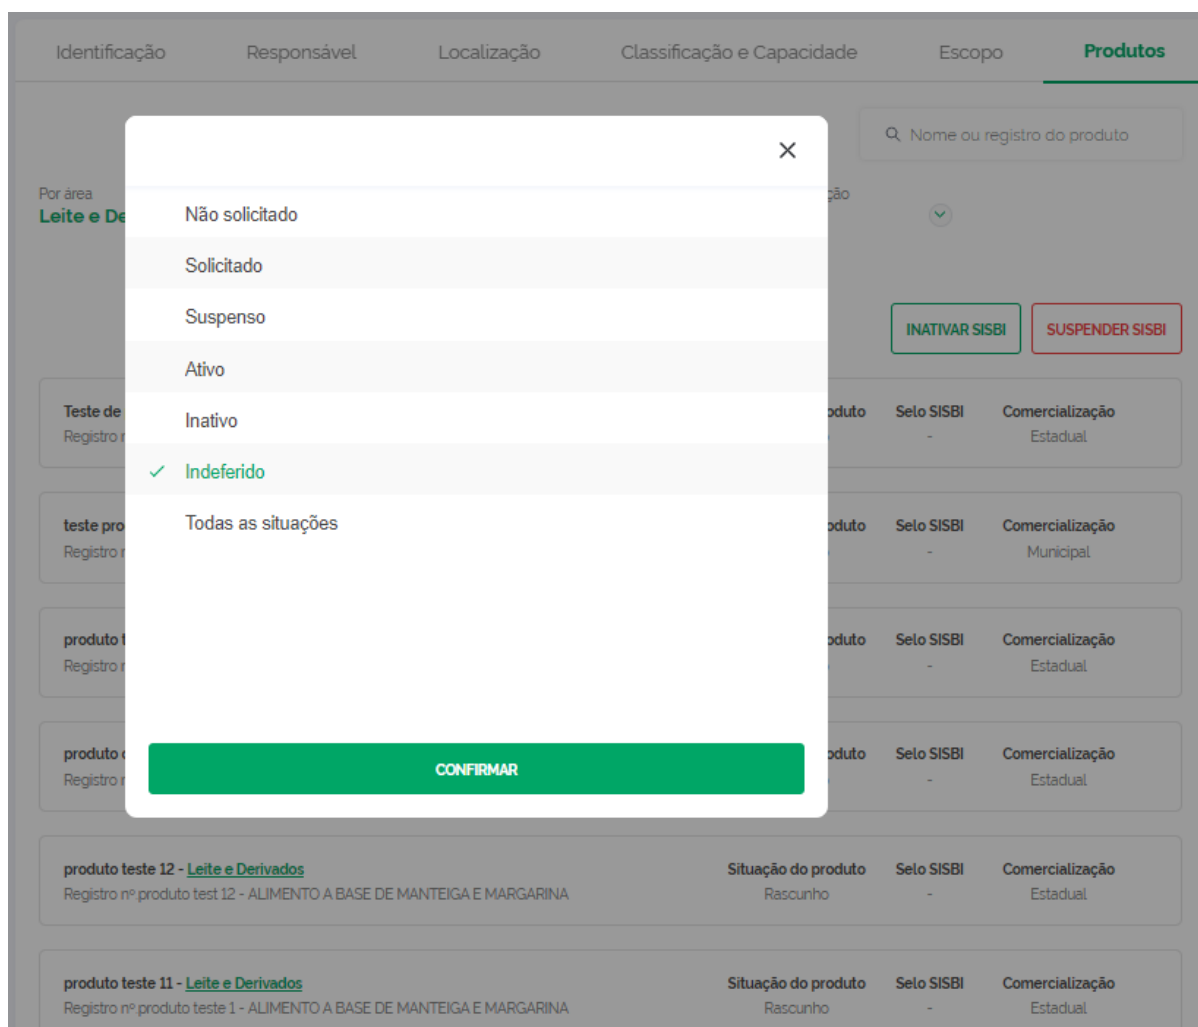 Identificação Responsável Localização Classificação e Capacidade Escopo Produtos
Nome ou registro do produto
Por área
Leite e De
ção
Não solicitado
Solicitado
Suspenso
Ativo
Inativo
Indeferido
Todas as situações
CONFIRMAR
INATIVAR SISBI SUSPENDER SISBI
Teste de oduto Selo SISBI Comercialização
Registro n - Estadual
teste pro oduto Selo SISBI Comercialização
Registro n - Municipal
produto t oduto Selo SISBI Comercialização
Registro n - Estadual
produto oduto Selo SISBI Comercialização
Registro n - Estadual
produto teste 12 - Leite e Derivados Situação do produto Selo SISBI Comercialização
Registro nº produto test 12 - ALIMENTO A BASE DE MANTEIGA E MARGARINA Rascunho - Estadual
produto teste 11 - Leite e Derivados Situação do produto Selo SISBI Comercialização
Registro nº produto teste 1 - ALIMENTO A BASE DE MANTEIGA E MARGARINA Rascunho - Estadual